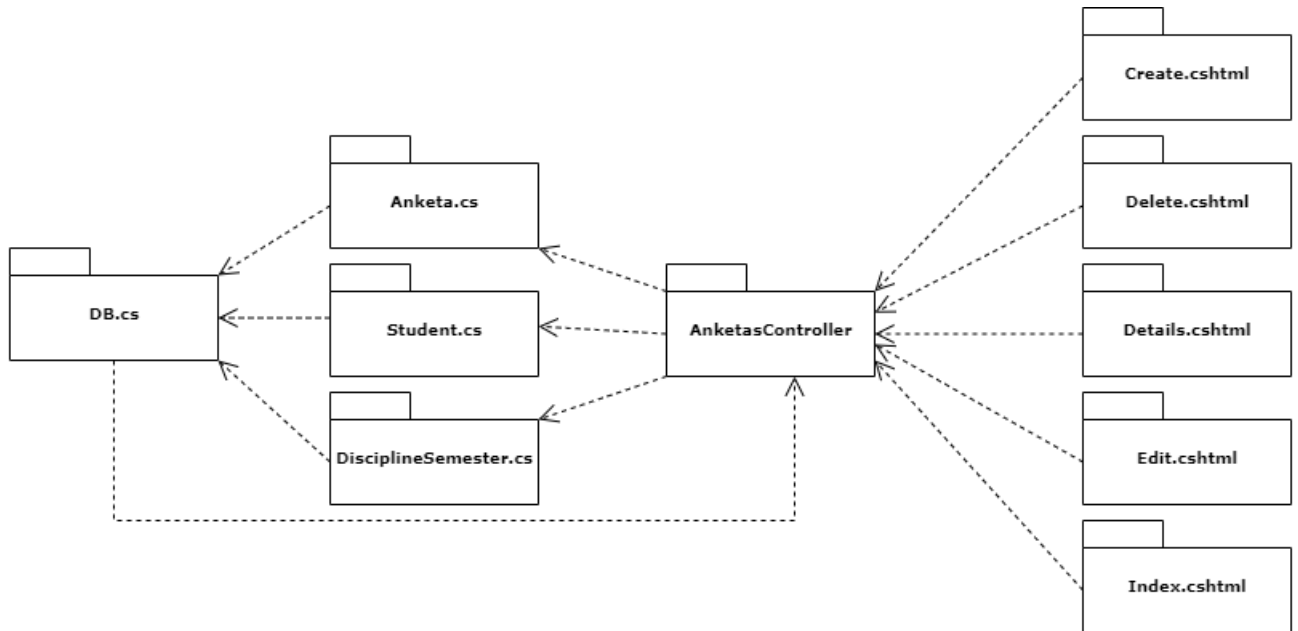 Create.cshtml
Anketa.cs
Delete.cshtml
DB.cs
Student.cs
AnketasController
Details.cshtml
DisciplineSemester.cs
Edit.cshtml
Index.cshtml